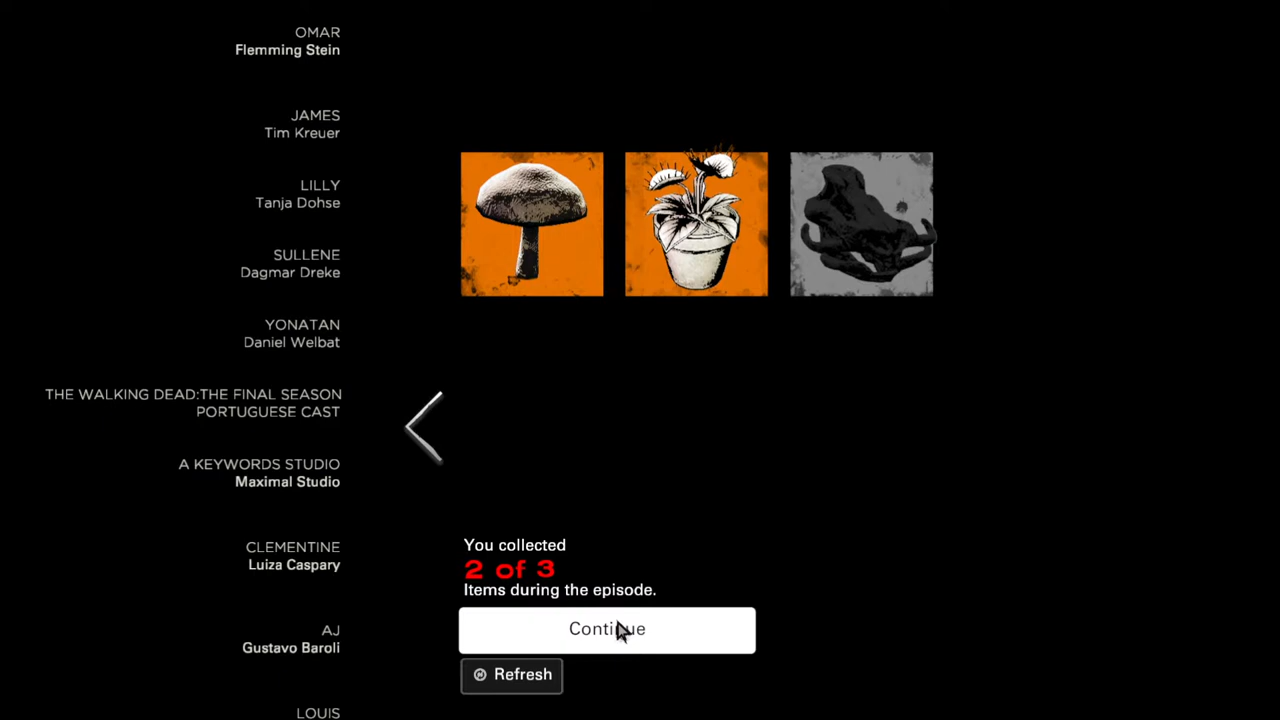 OMAR
Flemming Stein
JAMES
Tim Kreuer
LILLY
Tanja Dohse
SULLENE
Dagmar Dreke
YONATAN
Daniel Welbat
THE WALKING DEAD:THE FINAL SEASON
PORTUGUESE CAST
A KEYWORDS STUDIO
Maximal Studio
CLEMENTINE
Luiza Caspary
AJ
Gustavo Baroli
LOUIS
You collected
2 of 3
Items during the episode.
Continue
Refresh